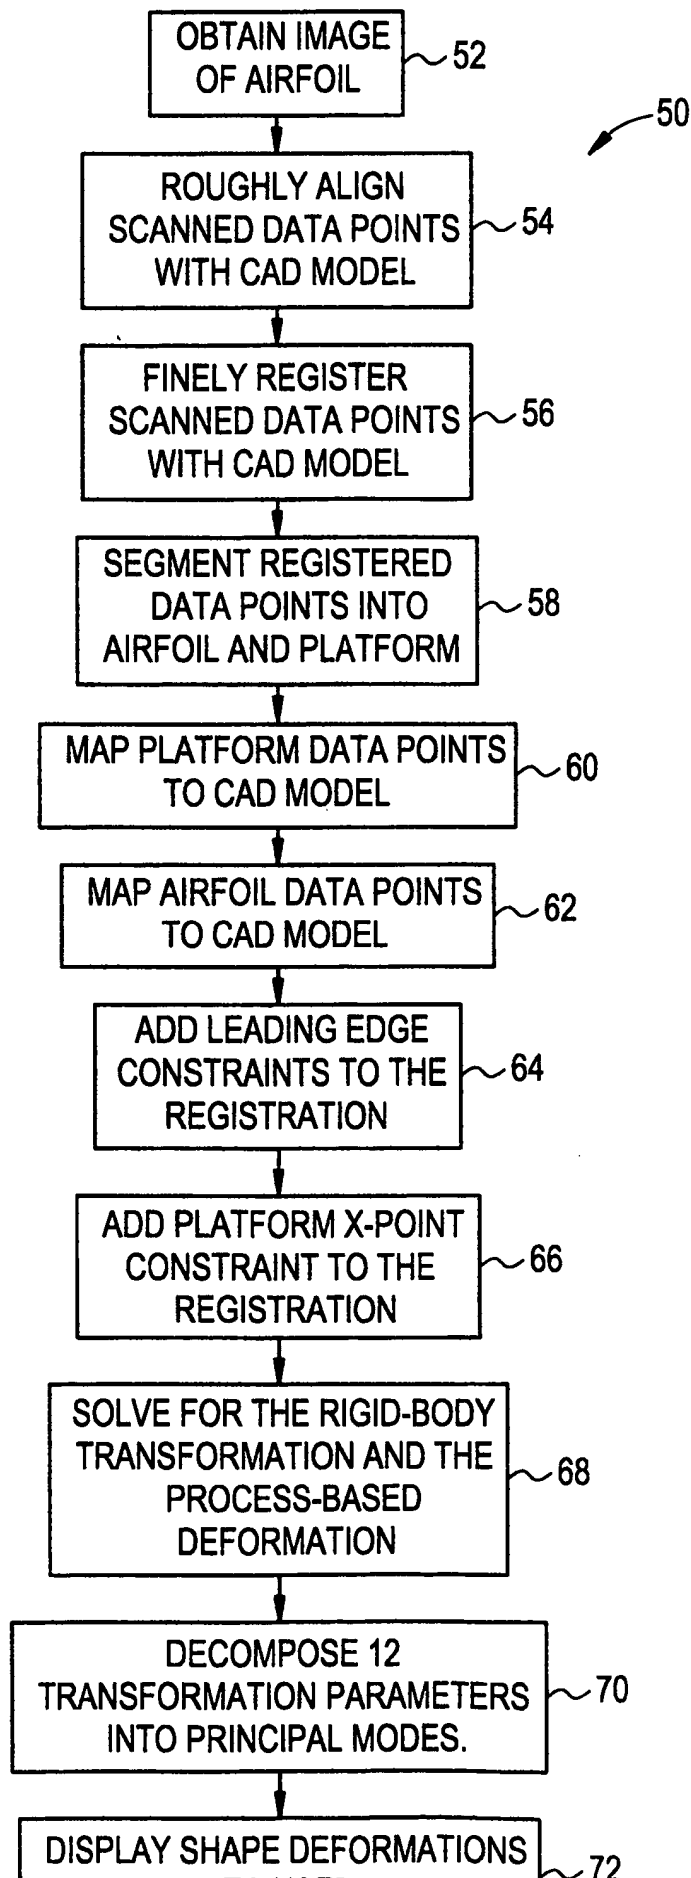 OBTAIN IMAGE
OF AIRFOIL
52
50
ROUGHLY ALIGN
SCANNED DATA POINTS
WITH CAD MODEL
54
FINELY REGISTER
SCANNED DATA POINTS
WITH CAD MODEL
56
SEGMENT REGISTERED
DATA POINTS INTO
AIRFOIL AND PLATFORM
58
MAP PLATFORM DATA POINTS
TO CAD MODEL
60
MAP AIRFOIL DATA POINTS
TO CAD MODEL
62
ADD LEADING EDGE
CONSTRAINTS TO THE
REGISTRATION
64
ADD PLATFORM X-POINT
CONSTRAINT TO THE
REGISTRATION
66
SOLVE FOR THE RIGID-BODY
TRANSFORMATION AND THE
PROCESS-BASED
DEFORMATION
68
DECOMPOSE 12
TRANSFORMATION PARAMETERS
INTO PRINCIPAL MODES.
70
DISPLAY SHAPE DEFORMATIONS
72